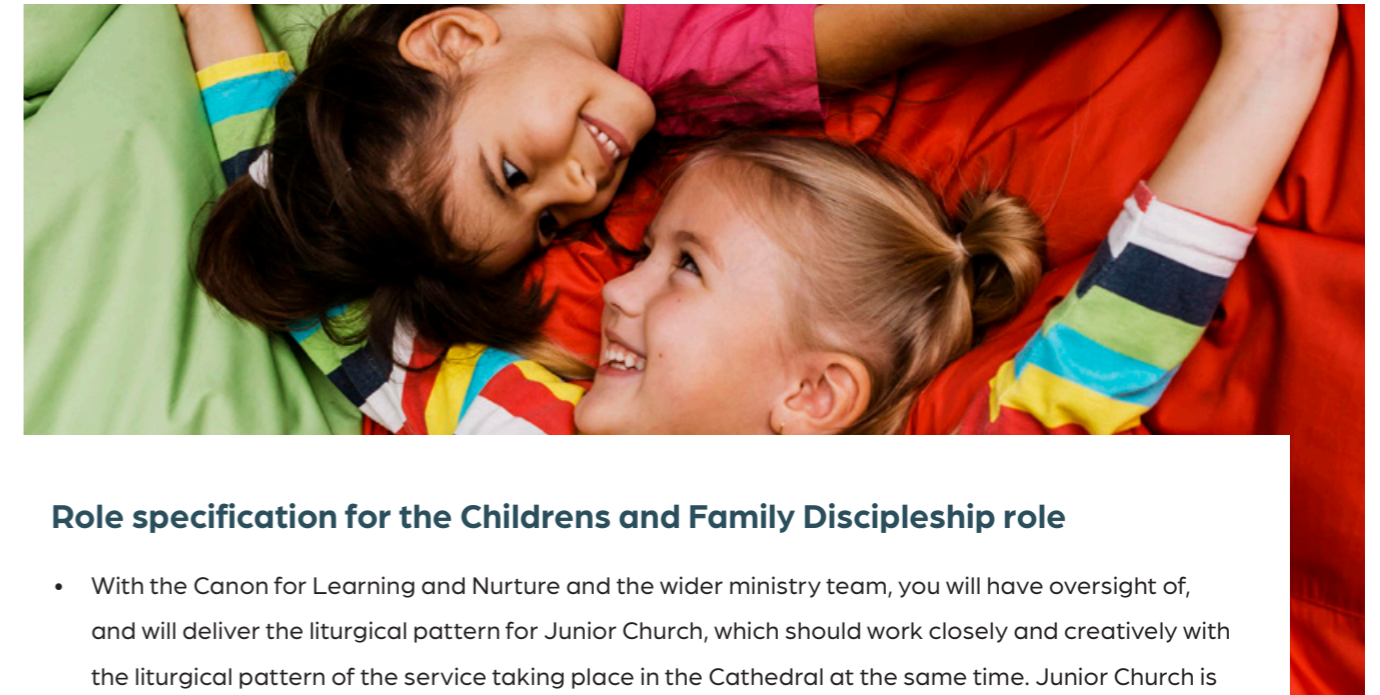 Role specification for the Childrens and Family Discipleship role
• With the Canon for Learning and Nurture and the wider ministry team, you will have oversight of,
and will deliver the liturgical pattern for Junior Church, which should work closely and creatively with
the liturgical pattern of the service taking place in the Cathedral at the same time. Junior Church is